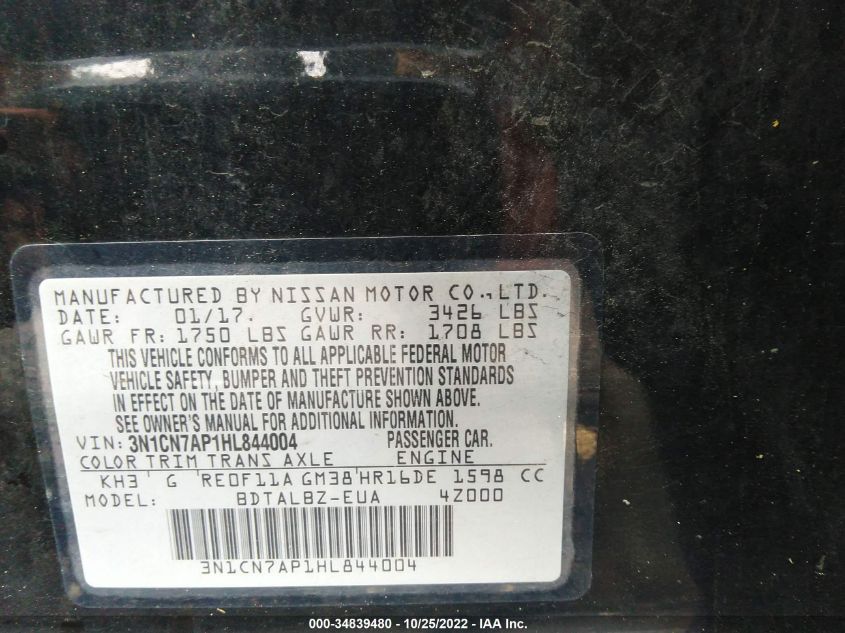 MANUFACTURED BY NISSAN MOTOR CO.,LTD.
DATE: 01/17. GVWR: 3426 LBS
GAWR FR: 1750 LBS GAWR RR: 1708 LBS
THIS VEHICLE CONFORMS TO ALL APPLICABLE FEDERAL MOTOR
VEHICLE SAFETY, BUMPER AND THEFT PREVENTION STANDARDS
IN EFFECT ON THE DATE OF MANUFACTURE SHOWN ABOVE.
SEE OWNER'S MANUAL FOR ADDITIONAL INFORMATION.
VIN: 3N1CN7AP1HL844004 PASSENGER CAR.
COLOR TRIM TRANS AXLE ENGINE
KH3 G RE0F11A GM38 HR16DE 1598 CC
MODEL: BDTALBZ-EUA 4Z000
3N1CN7AP1HL844004
000-34839480 - 10/25/2022 - IAA Inc.